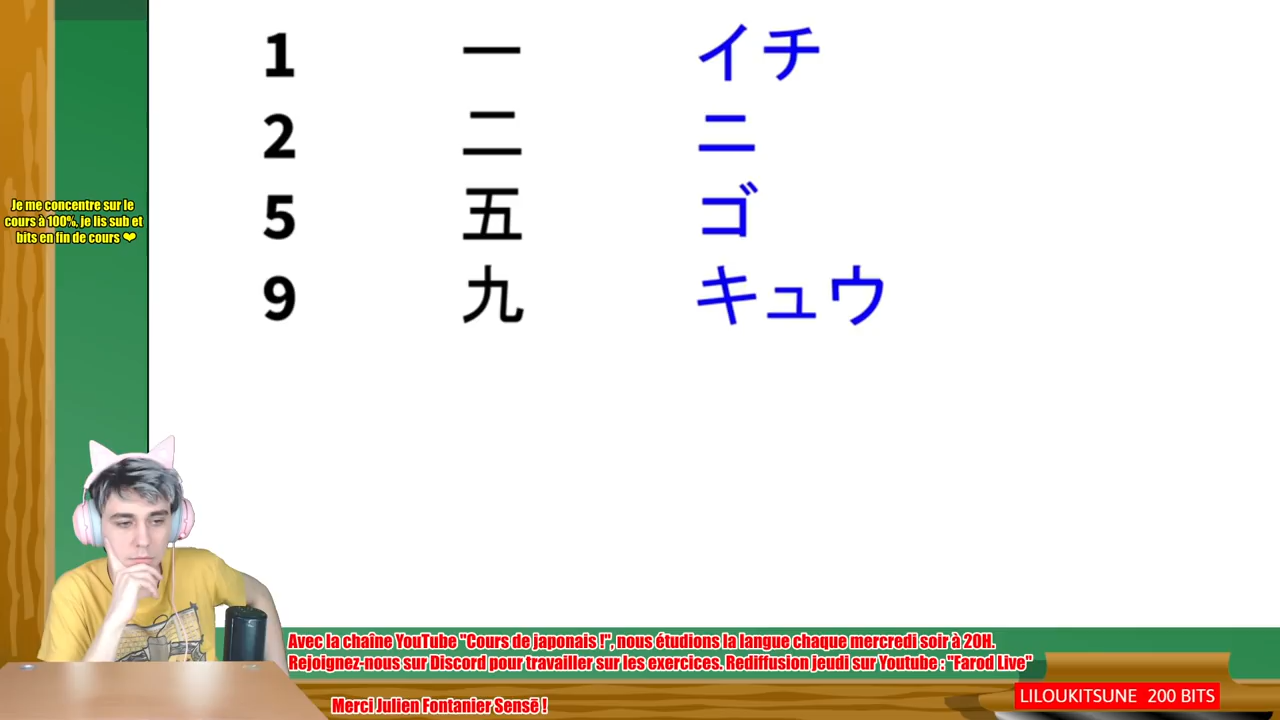 1 一 イチ
2 二 ニ
5 五 ゴ
9 九 キュウ
Je me concentre sur le
cours à 100%, je lis sub et
bits en fin de cours ❤
Avec la chaîne YouTube "Cours de japonais !", nous étudions la langue chaque mercredi soir à 20H.
Rejoignez-nous sur Discord pour travailler sur les exercices. Rediffusion jeudi sur Youtube : "Farod Live"
LILOUKITSUNE 200 BITS
Merci Julien Fontanier Sensē !